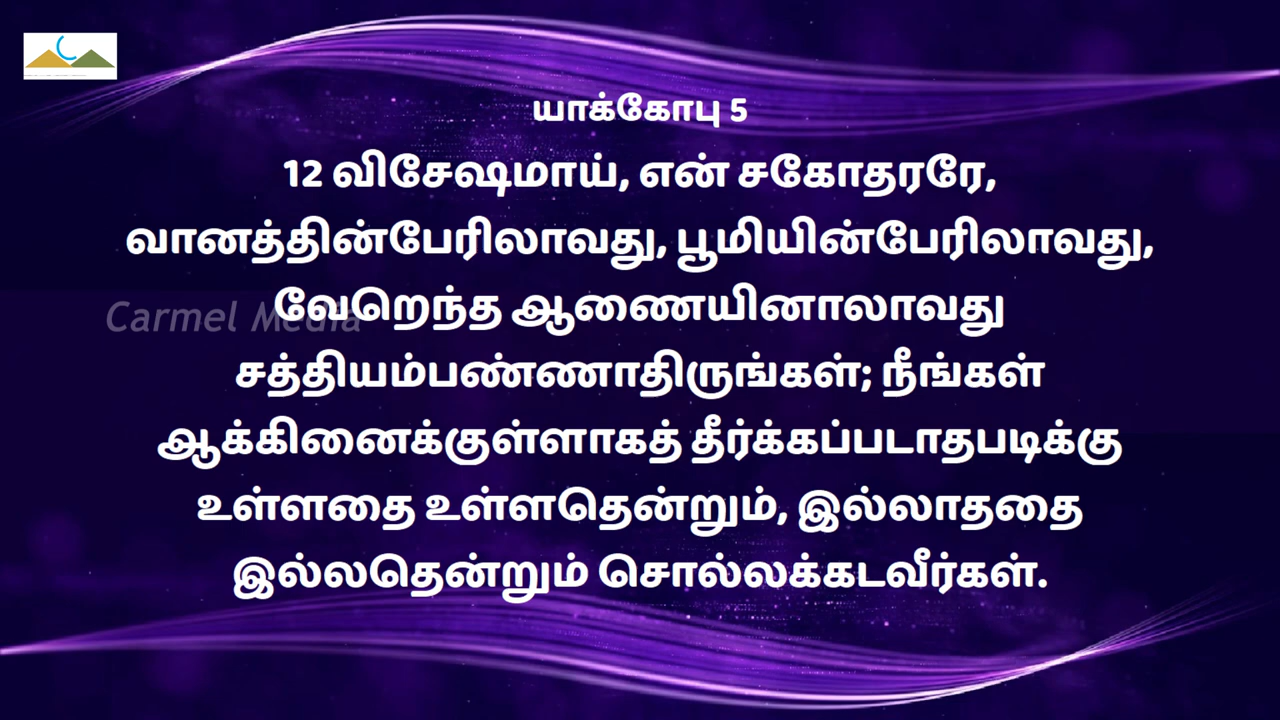 யாக்கோபு 5
12 விசேஷமாய், என் சகோதரரே,
வானத்தின்பேரிலாவது, பூமியின்பேரிலாவது,
வேறெந்த ஆணையினாலாவது
Carmel Media
சத்தியம்பண்ணாதிருங்கள்; நீங்கள்
ஆக்கினைக்குள்ளாகத் தீர்க்கப்படாதபடிக்கு
உள்ளதை உள்ளதென்றும், இல்லாததை
இல்லதென்றும் சொல்லக்கடவீர்கள்.